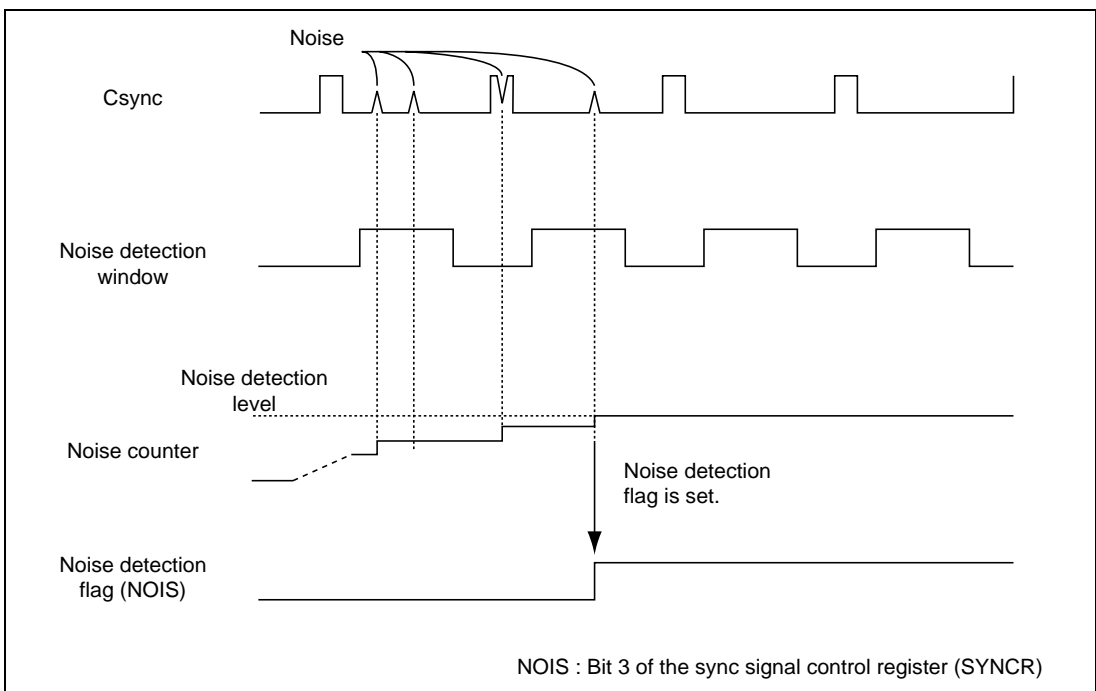 Noise
Csync
Noise detection
window
Noise detection
level
Noise counter
Noise detection
flag is set.
Noise detection
flag (NOIS)
NOIS : Bit 3 of the sync signal control register (SYNCR)